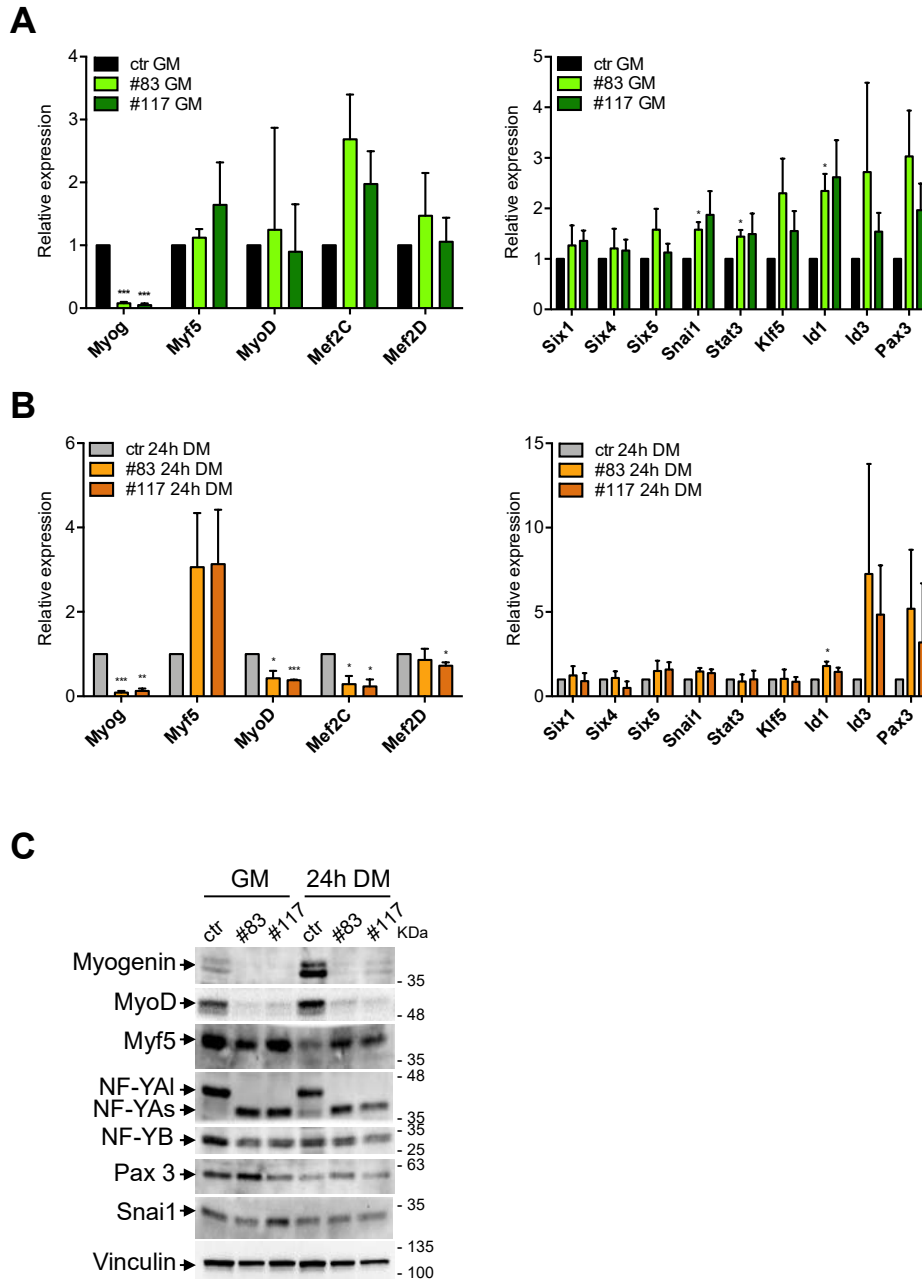 A
Relative expression
4
3
2
1
0
ctr GM
#83 GM
#117 GM
*** ***
Myog Myf5 MyoD Mef2C Mef2D
Relative expression
5
4
3
2
1
0
ctr GM
#83 GM
#117 GM
* * *
Six1 Six4 Six5 Snai1 Stat3 Klf5 Id1 Id3 Pax3
B
Relative expression
6
4
2
0
ctr 24h DM
#83 24h DM
#117 24h DM
*** ** * *** * * *
Myog Myf5 MyoD Mef2C Mef2D
Relative expression
15
10
5
0
ctr 24h DM
#83 24h DM
#117 24h DM
*
Six1 Six4 Six5 Snai1 Stat3 Klf5 Id1 Id3 Pax3
C
GM 24h DM
ctr #83 #117 ctr #83 #117 KDa
Myogenin
- 35
MyoD
- 48
Myf5
- 35
- 48
NF-YAl
NF-YAs
- 35
- 35
NF-YB
- 25
- 63
Pax 3
- 35
Snai1
- 135
Vinculin
- 100